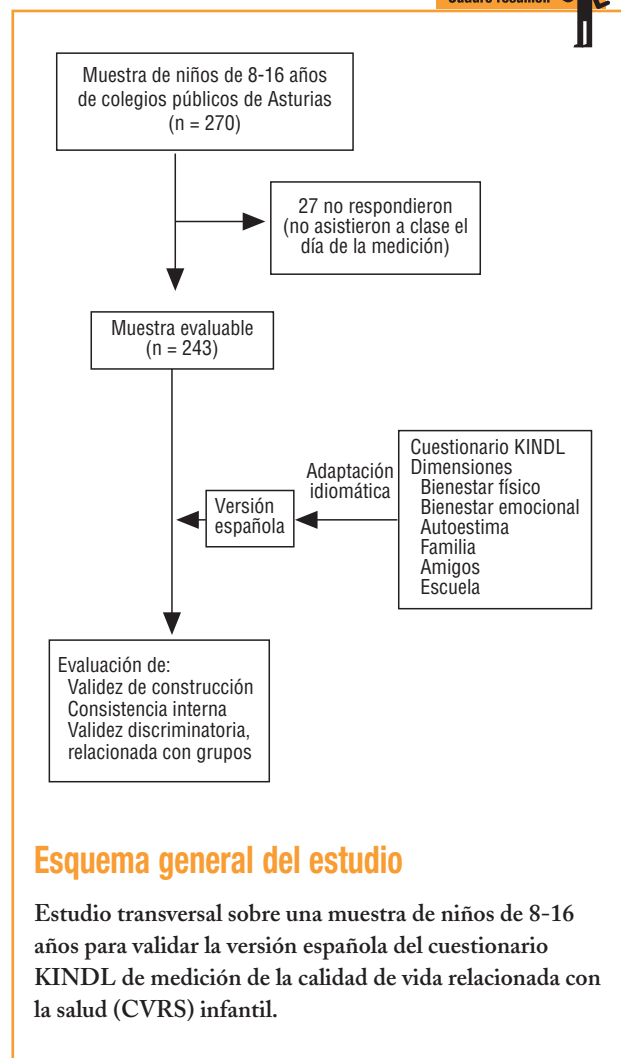 Cuadro resumen
Muestra de niños de 8-16 años
de colegios públicos de Asturias
(n = 270)
27 no respondieron
(no asistieron a clase el
día de la medición)
Muestra evaluable
(n = 243)
Cuestionario KINDL
Dimensiones
Bienestar físico
Bienestar emocional
Autoestima
Familia
Amigos
Escuela
Adaptación
idiomática
Versión
española
Evaluación de:
Validez de construcción
Consistencia interna
Validez discriminatoria,
relacionada con grupos
Esquema general del estudio
Estudio transversal sobre una muestra de niños de 8-16
años para validar la versión española del cuestionario
KINDL de medición de la calidad de vida relacionada con
la salud (CVRS) infantil.